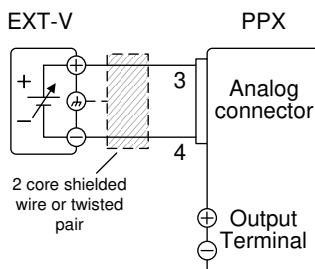 EXT-V
PPX
+
−
+
−
3
4
Analog
connector
2 core shielded
wire or twisted
pair
+
−
Output
Terminal